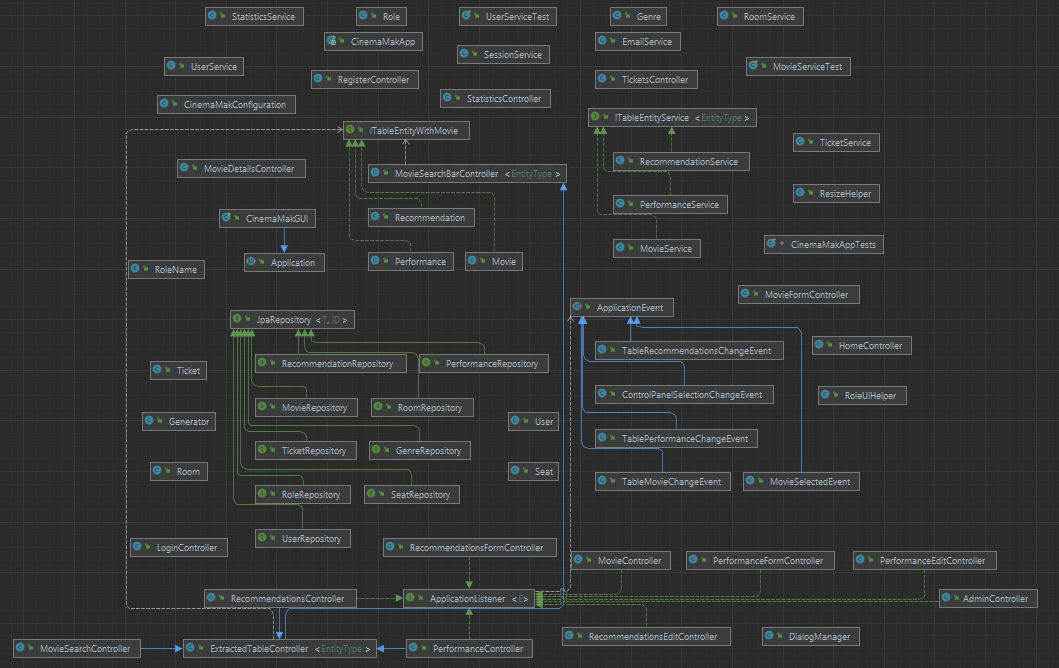 StatisticsService
Role
UserServiceTest
Genre
RoomService
CinemaMakApp
EmailService
SessionService
UserService
MovieServiceTest
RegisterController
TicketsController
StatisticsController
CinemaMakConfiguration
ITableEntityService <EntityType>
ITableEntityWithMovie
TicketService
RecommendationService
MovieDetailsController
MovieSearchBarController <EntityType>
ResizeHelper
PerformanceService
CinemaMakGUI
Recommendation
CinemaMakAppTests
MovieService
Application
Performance
Movie
RoleName
MovieFormController
ApplicationEvent
JpaRepository <T, ID>
HomeController
TableRecommendationsChangeEvent
RecommendationRepository
PerformanceRepository
Ticket
ControlPanelSelectionChangeEvent
RoleUIHelper
MovieRepository
RoomRepository
Generator
User
TablePerformanceChangeEvent
TicketRepository
GenreRepository
Room
Seat
TableMovieChangeEvent
MovieSelectedEvent
RoleRepository
SeatRepository
UserRepository
LoginController
RecommendationsFormController
MovieController
PerformanceFormController
PerformanceEditController
RecommendationsController
ApplicationListener <E>
AdminController
RecommendationsEditController
DialogManager
MovieSearchController
ExtractedTableController <EntityType>
PerformanceController